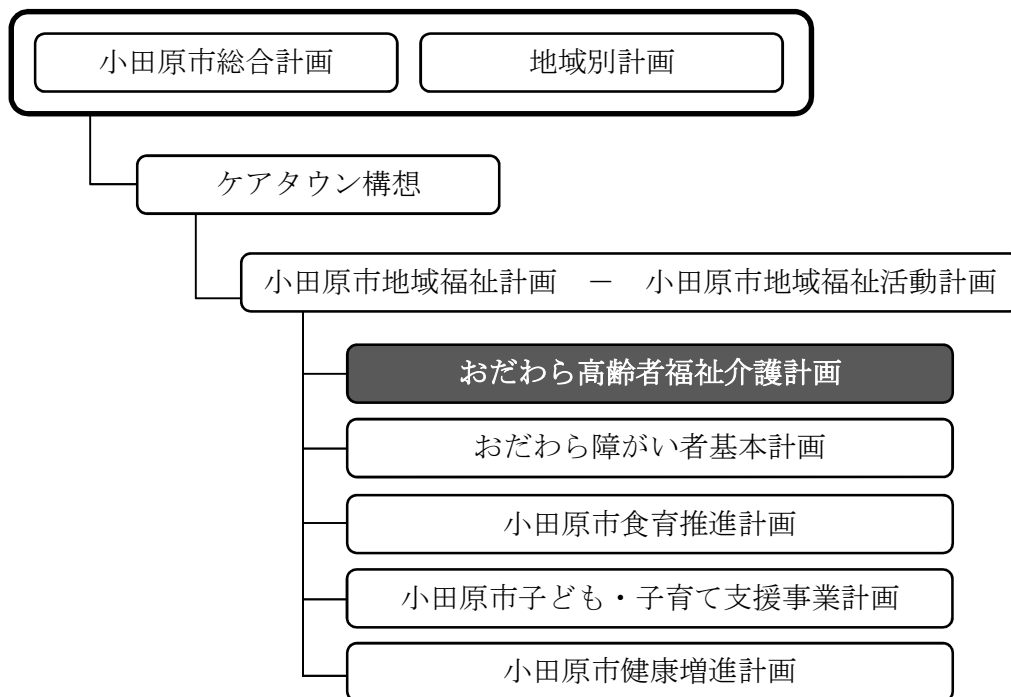 小田原市総合計画　地域別計画
ケアタウン構想
小田原市地域福祉計画　－　小田原市地域福祉活動計画
おだわら高齢者福祉介護計画
おだわら障がい者基本計画
小田原市食育推進計画
小田原市子ども・子育て支援事業計画
小田原市健康増進計画